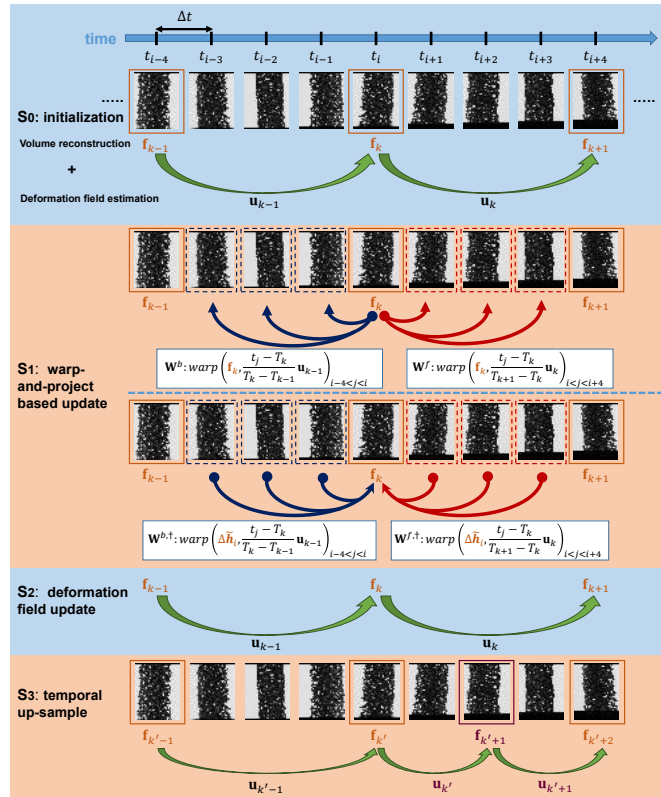 Δt
time
t_{i−4} t_{i−3} t_{i−2} t_{i−1} t_i t_{i+1} t_{i+2} t_{i+3} t_{i+4}
..... .....
S0: initialization
Volume reconstruction
+
Deformation field estimation
f_{k−1} f_k f_{k+1}
u_{k−1} u_k
f_{k−1} f_k f_{k+1}
S1: warp-
and-project
based update
W^b: warp(f_k, \frac{t_j − T_k}{T_k − T_{k−1}} u_{k−1})_{i−4<j<i} W^f: warp(f_k, \frac{t_j − T_k}{T_{k+1} − T_k} u_k)_{i<j<i+4}
f_{k−1} f_k f_{k+1}
W^{b,†}: warp(Δ\tilde{h}_i, \frac{t_j − T_k}{T_k − T_{k−1}} u_{k−1})_{i−4<j<i} W^{f,†}: warp(Δ\tilde{h}_i, \frac{t_j − T_k}{T_{k+1} − T_k} u_k)_{i<j<i+4}
S2: deformation
field update
f_{k−1} f_k f_{k+1}
u_{k−1} u_k
S3: temporal
up-sample
f_{k′−1} f_{k′} f_{k′+1} f_{k′+2}
u_{k′−1} u_{k′} u_{k′+1}